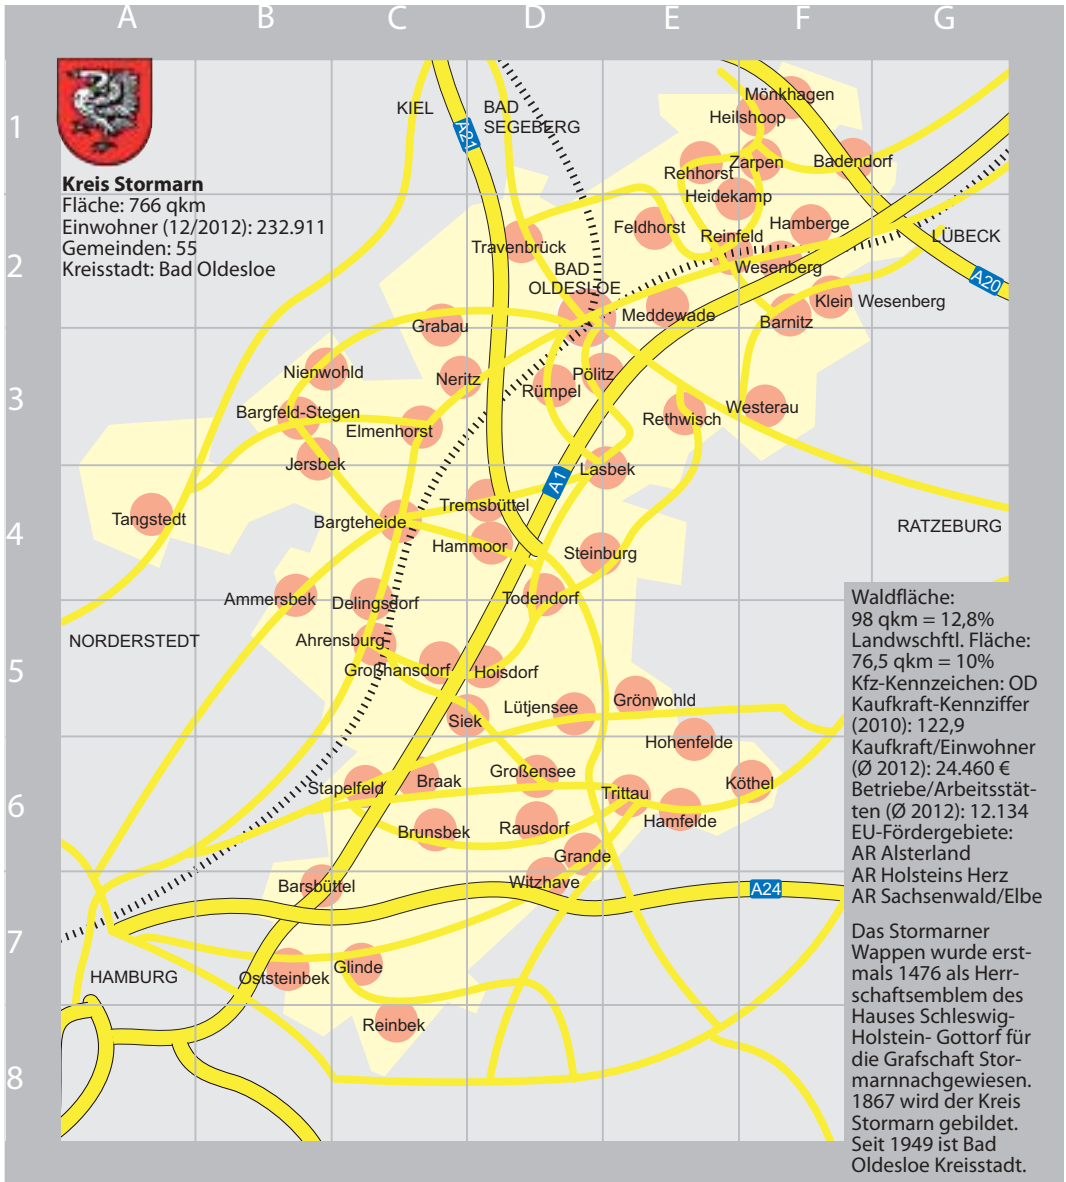 A B C D E F G
1
2
3
4
5
6
7
8
Kreis Stormarn
Fläche: 766 qkm
Einwohner (12/2012): 232.911
Gemeinden: 55
Kreisstadt: Bad Oldesloe
KIEL
A21
BAD
SEGEBERG
Mönkhagen
Heilshoop
Rehhorst
Zarpen
Badendorf
Heidekamp
Feldhorst
Reinfeld
Hamberge
LÜBECK
Travenbrück
BAD
OLDESLOE
Wesenberg
A20
Meddewade
Klein Wesenberg
Barnitz
Grabau
Nienwohld
Neritz
Rümpel
Pölitz
Bargfeld-Stegen
Elmenhorst
Rethwisch
Westerau
Jersbek
Lasbek
A1
Tangstedt
Bargteheide
Tremsbüttel
Hammoor
Steinburg
RATZEBURG
Ammersbek
Delingsdorf
Todendorf
NORDERSTEDT
Ahrensburg
Großhansdorf
Hoisdorf
Siek
Lütjensee
Grönwohld
Hohenfelde
Stapelfeld
Braak
Großensee
Trittau
Köthel
Brunsbek
Rausdorf
Hamfelde
Grande
Barsbüttel
Witzhave
A24
HAMBURG
Oststeinbek
Glinde
Reinbek
Waldfläche:
98 qkm = 12,8%
Landwschftl. Fläche:
76,5 qkm = 10%
Kfz-Kennzeichen: OD
Kaufkraft-Kennziffer
(2010): 122,9
Kaufkraft/Einwohner
(Ø 2012): 24.460 €
Betriebe/Arbeitsstät-
ten (Ø 2012): 12.134
EU-Fördergebiete:
AR Alsterland
AR Holsteins Herz
AR Sachsenwald/Elbe
Das Stormarner
Wappen wurde erst-
mals 1476 als Herr-
schaftsemblem des
Hauses Schleswig-
Holstein- Gottorf für
die Grafschaft Stor-
marnnachgewiesen.
1867 wird der Kreis
Stormarn gebildet.
Seit 1949 ist Bad
Oldesloe Kreisstadt.